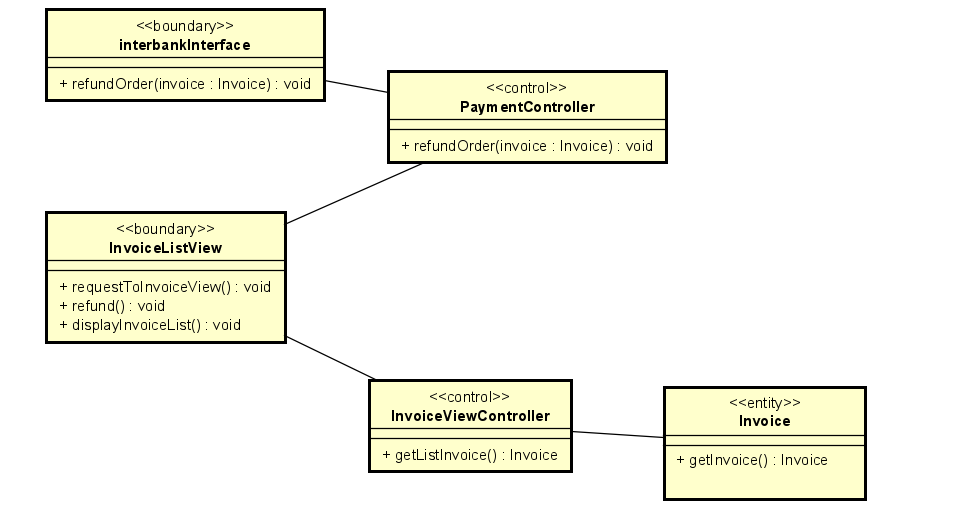 <<boundary>>
interbankInterface
+ refundOrder(invoice : Invoice) : void
<<control>>
PaymentController
+ refundOrder(invoice : Invoice) : void
<<boundary>>
InvoiceListView
+ requestToInvoiceView() : void
+ refund() : void
+ displayInvoiceList() : void
<<control>>
InvoiceViewController
+ getListInvoice() : Invoice
<<entity>>
Invoice
+ getInvoice() : Invoice